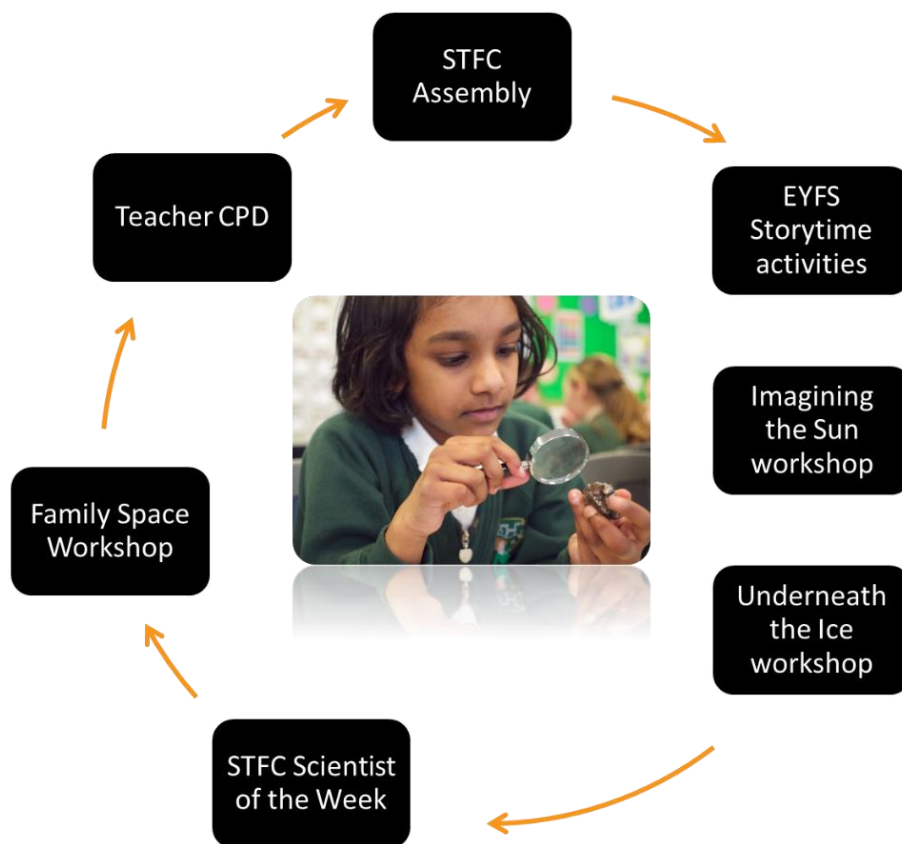 STFC
Assembly
EYFS
Storytime
activities
Imagining
the Sun
workshop
Underneath
the Ice
workshop
STFC Scientist
of the Week
Family Space
Workshop
Teacher CPD